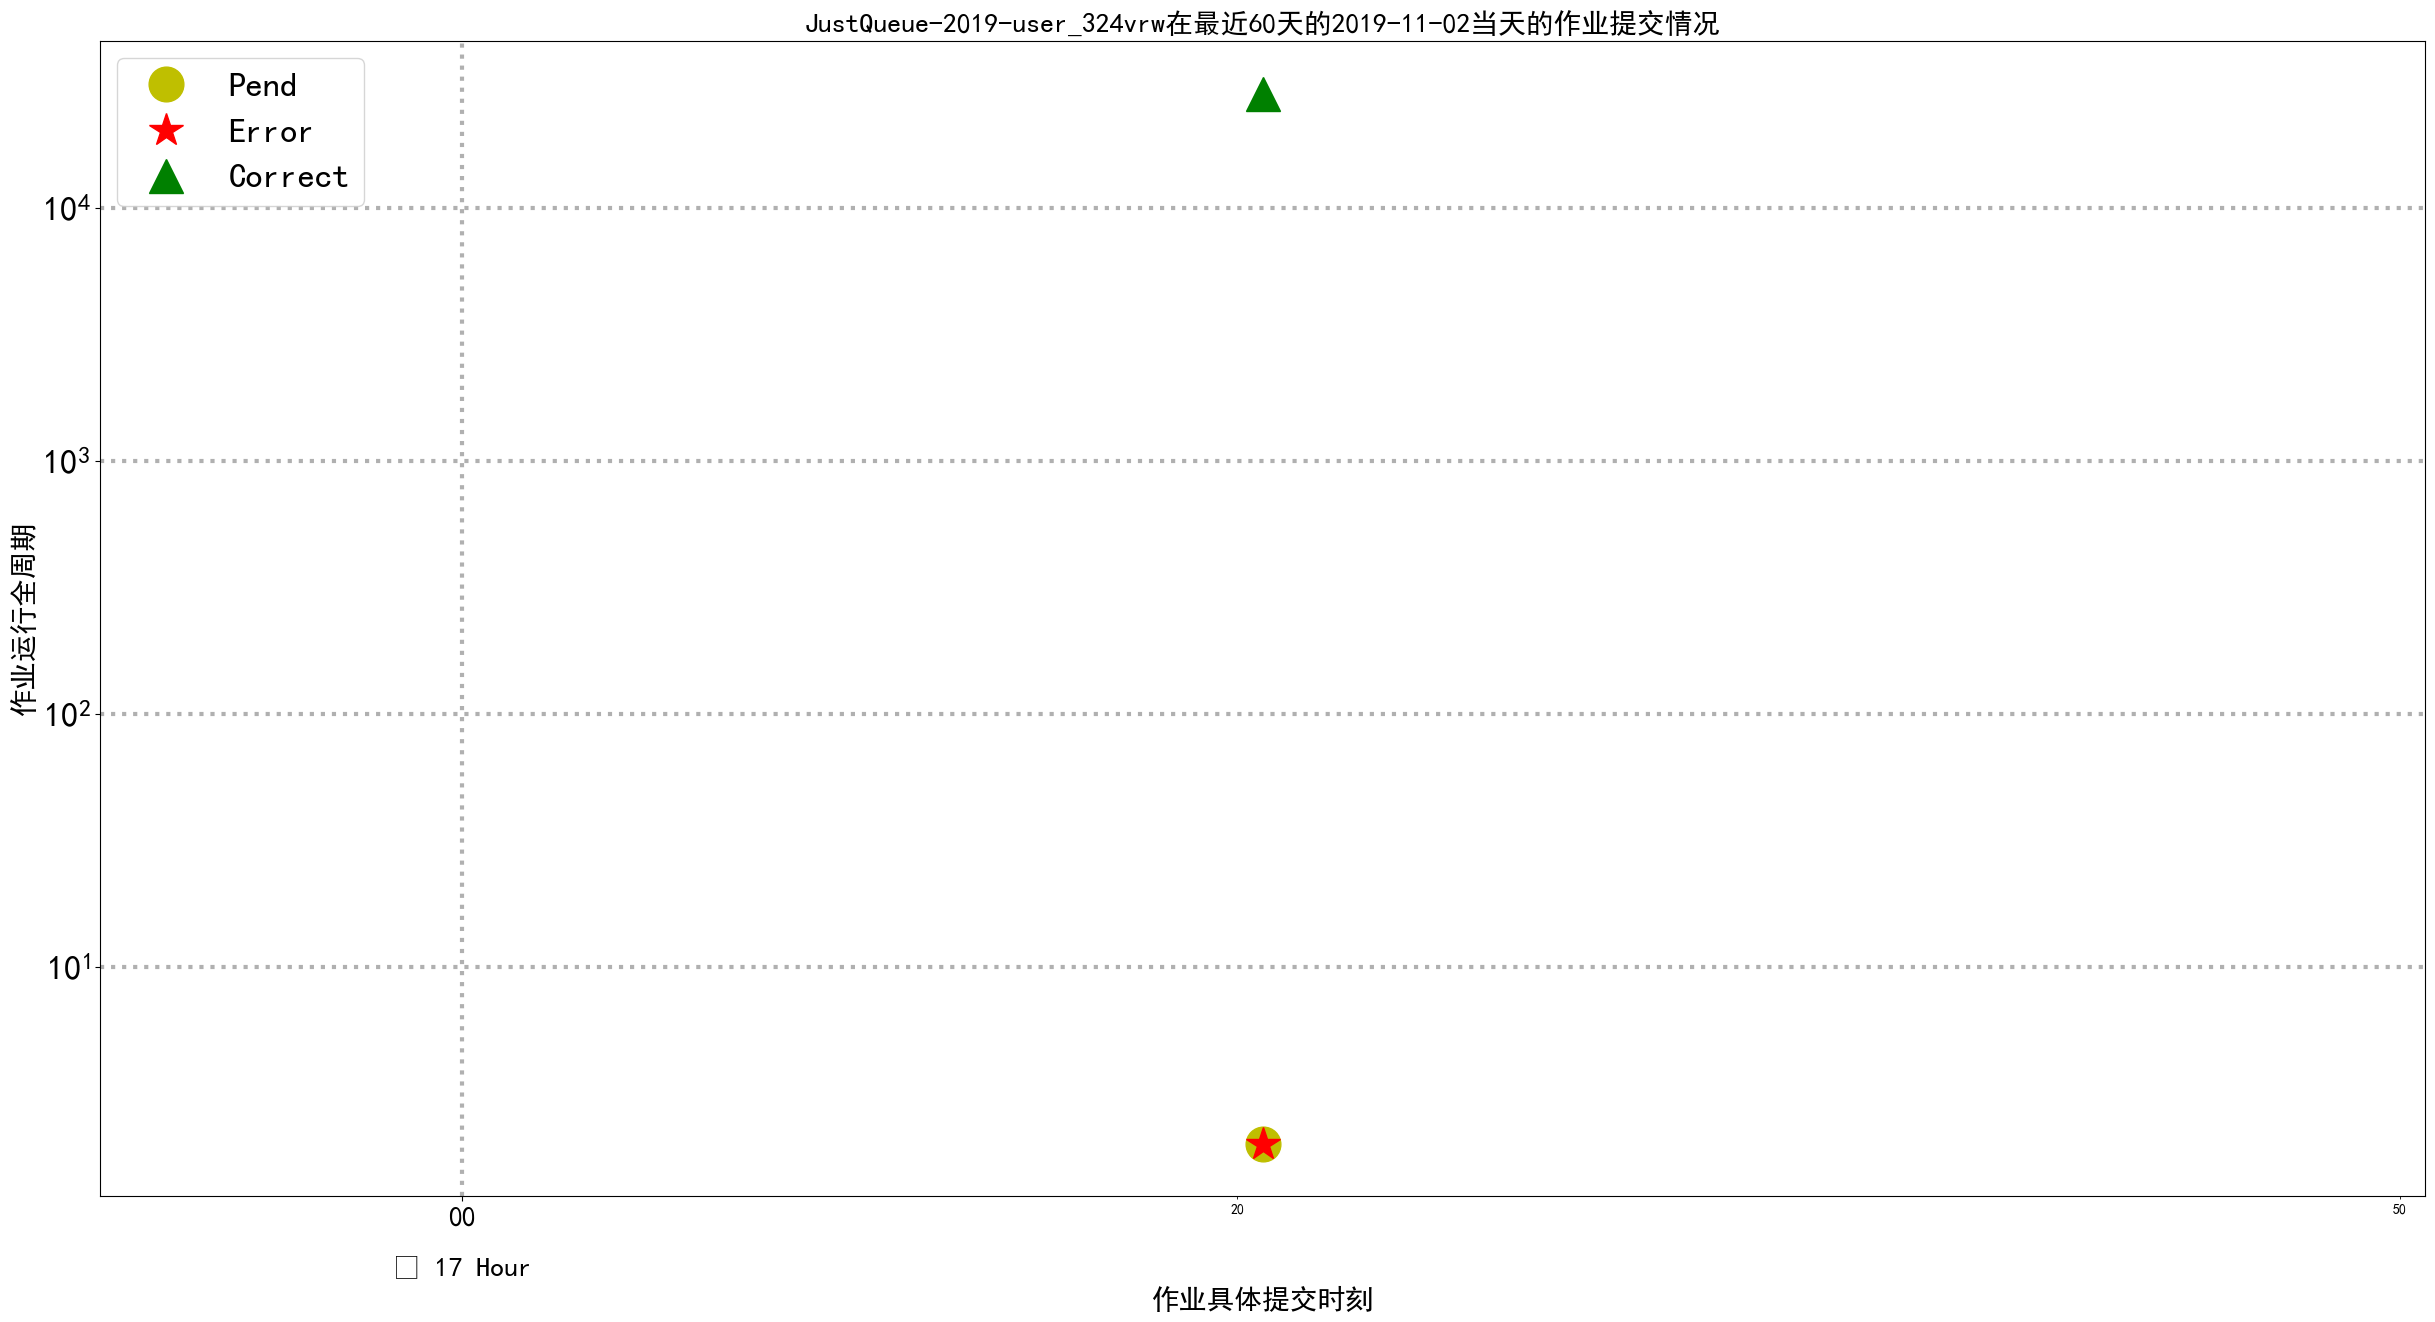 JustQueue-2019-user_324vrw在最近60天的2019-11-02当天的作业提交情况
Pend
Error
Correct
10⁴
10³
10²
10¹
作业运行全周期
00
20
50
17 Hour
作业具体提交时刻